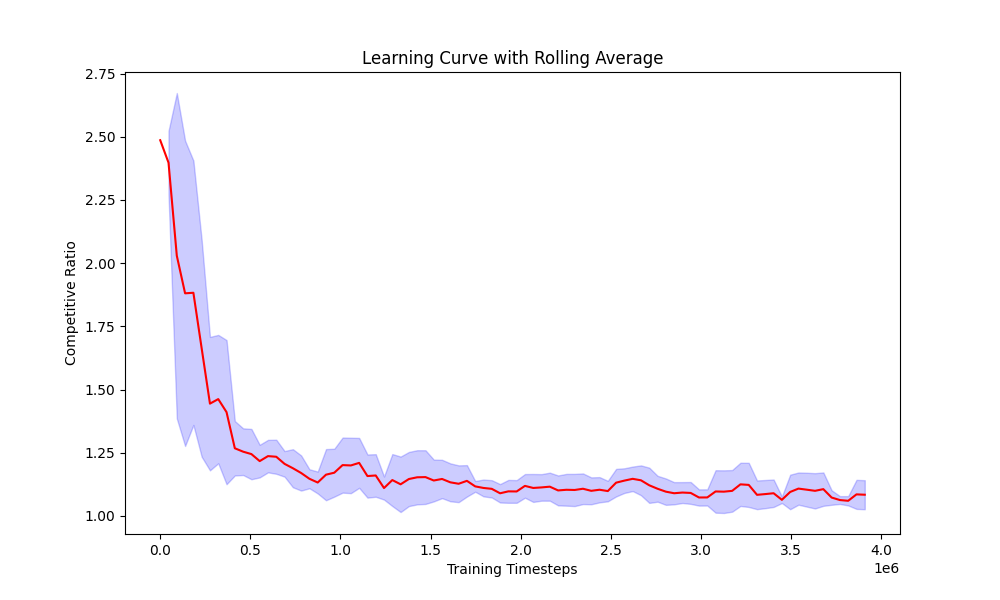 Learning Curve with Rolling Average
2.75
2.50
2.25
2.00
1.75
1.50
1.25
1.00
Competitive Ratio
0.0 0.5 1.0 1.5 2.0 2.5 3.0 3.5 4.0
1e6
Training Timesteps